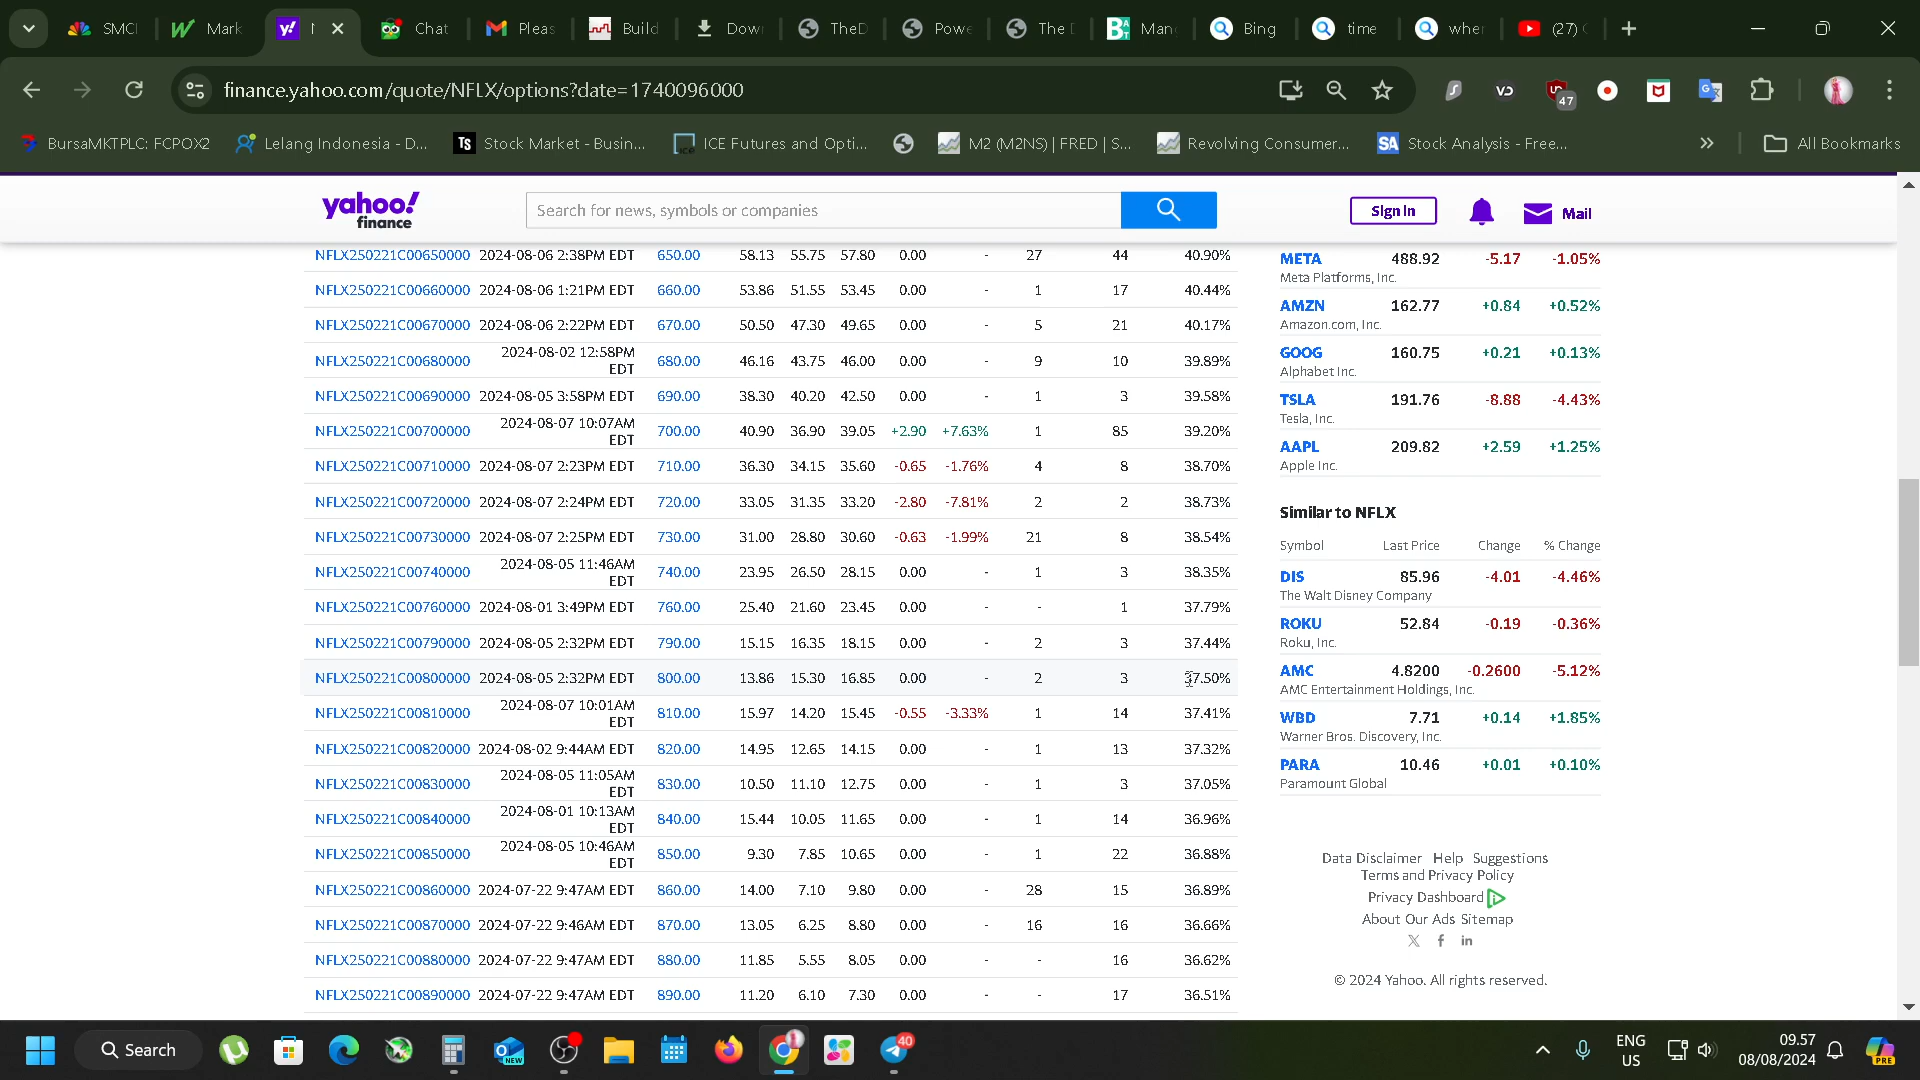 SMCI
Mark
Chat
Pleas
Build
Dow
TheD
Powe
The
Man
Bing
time
whe
(27)
finance.yahoo.com/quote/NFLX/options?date=1740096000
47
BursaMKTPLC: FCPOX2
Lelang Indonesia - D...
Stock Market - Busin...
ICE Futures and Opti...
M2 (M2NS) | FRED | S...
Revolving Consumer...
Stock Analysis - Free...
All Bookmarks
yahoo!
finance
Search for news, symbols or companies
Sign in
Mail
NFLX250221C00650000 2024-08-06 2:38PM EDT 650.00 58.13 55.75 57.80 0.00 - 27 44 40.90%
NFLX250221C00660000 2024-08-06 1:21PM EDT 660.00 53.86 51.55 53.45 0.00 - 1 17 40.44%
NFLX250221C00670000 2024-08-06 2:22PM EDT 670.00 50.50 47.30 49.65 0.00 - 5 21 40.17%
NFLX250221C00680000 2024-08-02 12:58PM EDT 680.00 46.16 43.75 46.00 0.00 - 9 10 39.89%
NFLX250221C00690000 2024-08-05 3:58PM EDT 690.00 38.30 40.20 42.50 0.00 - 1 3 39.58%
NFLX250221C00700000 2024-08-07 10:07AM EDT 700.00 40.90 36.90 39.05 +2.90 +7.63% 1 85 39.20%
NFLX250221C00710000 2024-08-07 2:23PM EDT 710.00 36.30 34.15 35.60 -0.65 -1.76% 4 8 38.70%
NFLX250221C00720000 2024-08-07 2:24PM EDT 720.00 33.05 31.35 33.20 -2.80 -7.81% 2 2 38.73%
NFLX250221C00730000 2024-08-07 2:25PM EDT 730.00 31.00 28.80 30.60 -0.63 -1.99% 21 8 38.54%
NFLX250221C00740000 2024-08-05 11:46AM EDT 740.00 23.95 26.50 28.15 0.00 - 1 3 38.35%
NFLX250221C00760000 2024-08-01 3:49PM EDT 760.00 25.40 21.60 23.45 0.00 - - 1 37.79%
NFLX250221C00790000 2024-08-05 2:32PM EDT 790.00 15.15 16.35 18.15 0.00 - 2 3 37.44%
NFLX250221C00800000 2024-08-05 2:32PM EDT 800.00 13.86 15.30 16.85 0.00 - 2 3 37.50%
NFLX250221C00810000 2024-08-07 10:01AM EDT 810.00 15.97 14.20 15.45 -0.55 -3.33% 1 14 37.41%
NFLX250221C00820000 2024-08-02 9:44AM EDT 820.00 14.95 12.65 14.15 0.00 - 1 13 37.32%
NFLX250221C00830000 2024-08-05 11:05AM EDT 830.00 10.50 11.10 12.75 0.00 - 1 3 37.05%
NFLX250221C00840000 2024-08-01 10:13AM EDT 840.00 15.44 10.05 11.65 0.00 - 1 14 36.96%
NFLX250221C00850000 2024-08-05 10:46AM EDT 850.00 9.30 7.85 10.65 0.00 - 1 22 36.88%
NFLX250221C00860000 2024-07-22 9:47AM EDT 860.00 14.00 7.10 9.80 0.00 - 28 15 36.89%
NFLX250221C00870000 2024-07-22 9:46AM EDT 870.00 13.05 6.25 8.80 0.00 - 16 16 36.66%
NFLX250221C00880000 2024-07-22 9:47AM EDT 880.00 11.85 5.55 8.05 0.00 - - 16 36.62%
NFLX250221C00890000 2024-07-22 9:47AM EDT 890.00 11.20 6.10 7.30 0.00 - - 17 36.51%
META 488.92 -5.17 -1.05%
Meta Platforms, Inc.
AMZN 162.77 +0.84 +0.52%
Amazon.com, Inc.
GOOG 160.75 +0.21 +0.13%
Alphabet Inc.
TSLA 191.76 -8.88 -4.43%
Tesla, Inc.
AAPL 209.82 +2.59 +1.25%
Apple Inc.
Similar to NFLX
Symbol Last Price Change % Change
DIS 85.96 -4.01 -4.46%
The Walt Disney Company
ROKU 52.84 -0.19 -0.36%
Roku, Inc.
AMC 4.8200 -0.2600 -5.12%
AMC Entertainment Holdings, Inc.
WBD 7.71 +0.14 +1.85%
Warner Bros. Discovery, Inc.
PARA 10.46 +0.01 +0.10%
Paramount Global
Data Disclaimer Help Suggestions
Terms and Privacy Policy
Privacy Dashboard
About Our Ads Sitemap
© 2024 Yahoo. All rights reserved.
Search
40
ENG
US
09.57
08/08/2024